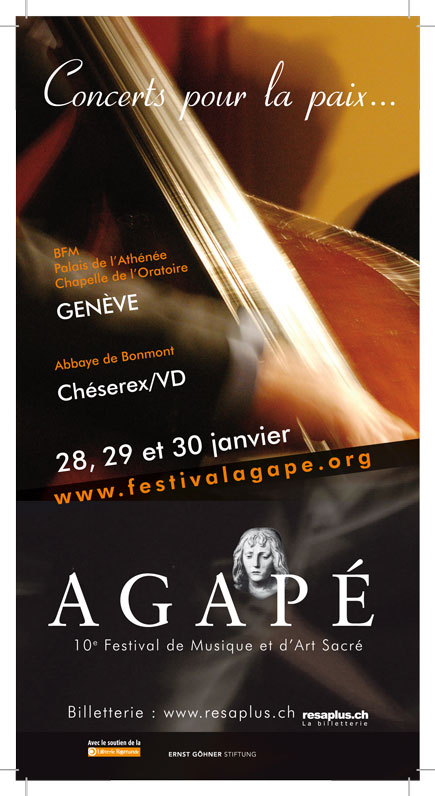 Concerts pour la paix...
BFM
Palais de l'Athénée
Chapelle de l'Oratoire
GENÈVE
Abbaye de Bonmont
Chéserex/VD
28, 29 et 30 janvier
www.festivalagape.org
AGAPÉ
10e Festival de Musique et d'Art Sacré
Billetterie : www.resaplus.ch resaplus.ch
La billetterie
Avec le soutien de la
Loterie Romande
ERNST GÖHNER STIFTUNG